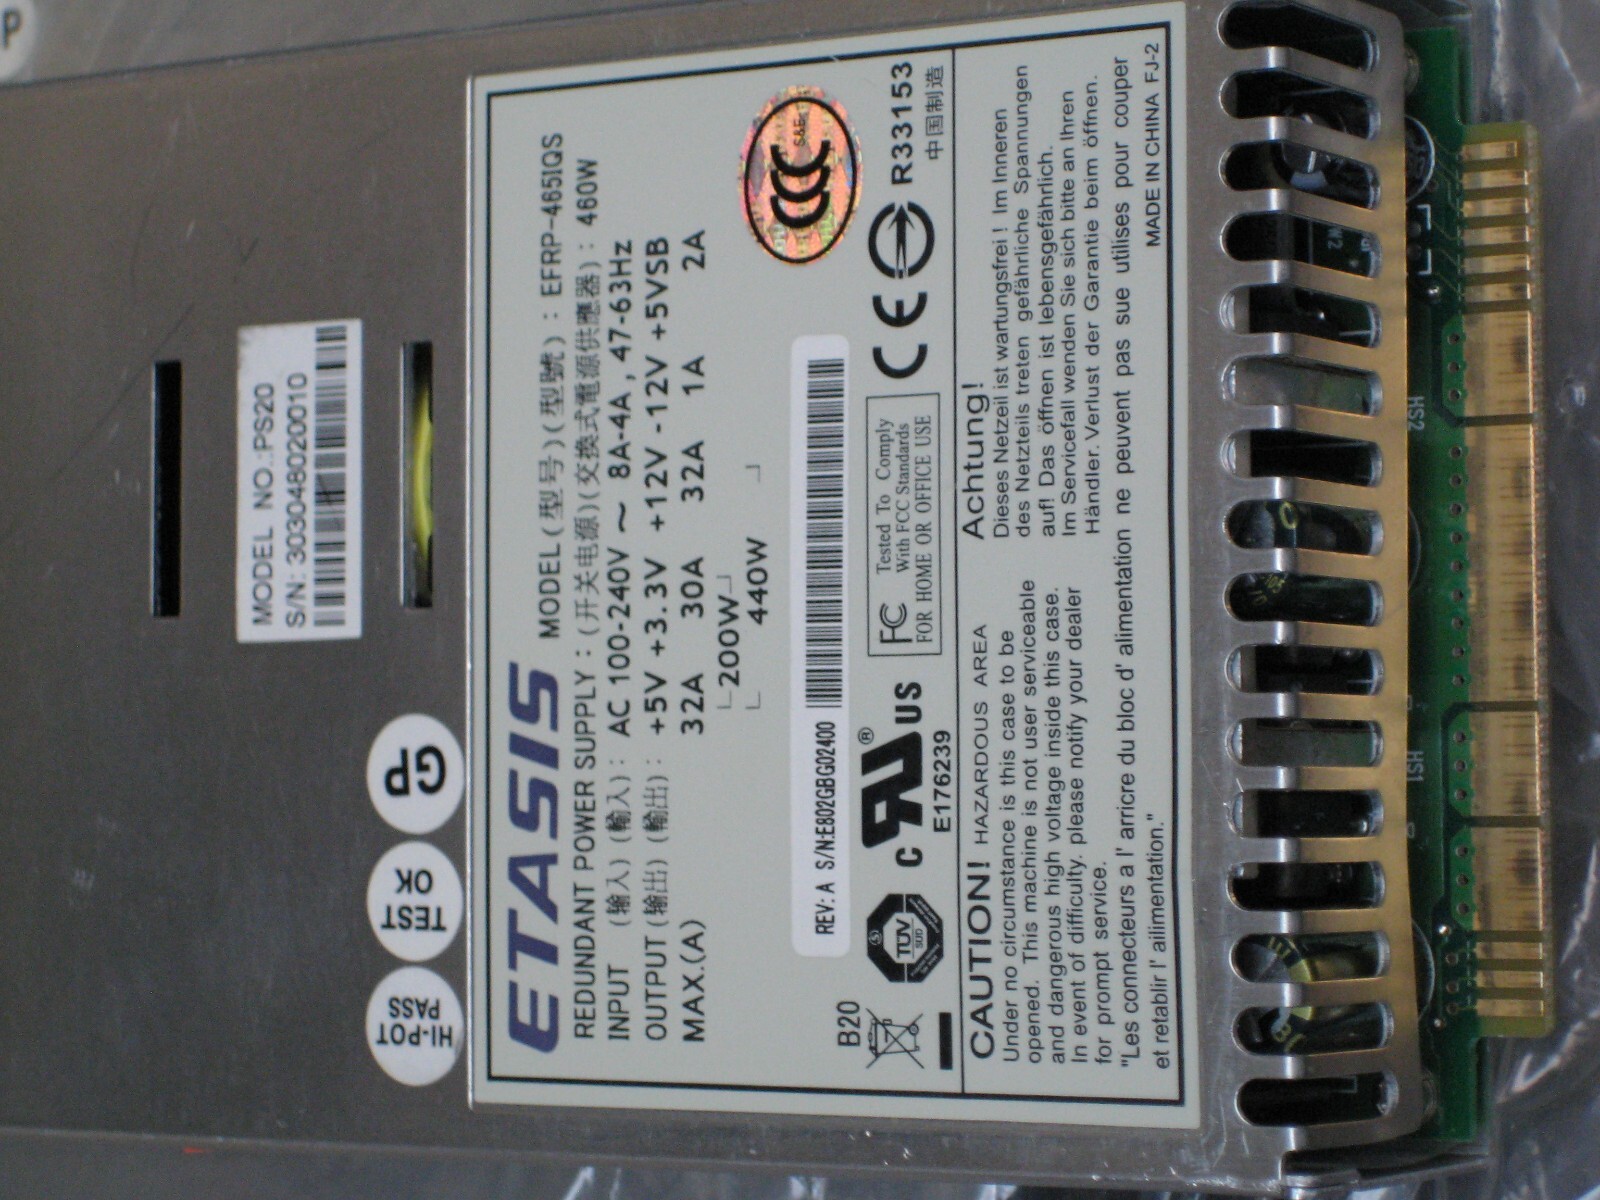 MODEL NO.:PS20
S/N: 303048020010
HI-POT
PASS
TEST
OK
GP
P
ETASIS
MODEL(型号)(型號) : EFRP-465IQS
REDUNDANT POWER SUPPLY : (开关电源)(交換式電源供應器) : 460W
INPUT (输入) (輸入) : AC 100-240V ~ 8A-4A , 47-63Hz
OUTPUT (输出) (輸出) : +5V +3.3V +12V -12V +5VSB
MAX.(A) 32A 30A 32A 1A 2A
200W
440W
CCC
S&E
REV: A S/N:E802GBG02400
B20
TÜV
SÜD
c RU® US
E176239
FC
Tested To Comply
With FCC Standards
FOR HOME OR OFFICE USE
CE
R33153
中国制造
CAUTION! HAZARDOUS AREA
Under no circumstance is this case to be
opened. This machine is not user serviceable
and dangerous high voltage inside this case.
In event of difficulty. please notify your dealer
for prompt service.
Achtung!
Dieses Netzeil ist wartungsfrei ! Im Inneren
des Netzteils treten gefährliche Spannungen
auf! Das öffnen ist lebensgefährlich.
Im Servicefall wenden Sie sich bitte an Ihren
Händler. Verlust der Garantie beim öffnen.
"Les connecteurs a l' arricre du bloc d' alimentation ne peuvent pas sue utilises pour couper
et retablir l' ailimentation."
MADE IN CHINA FJ-2
HS1
HS2